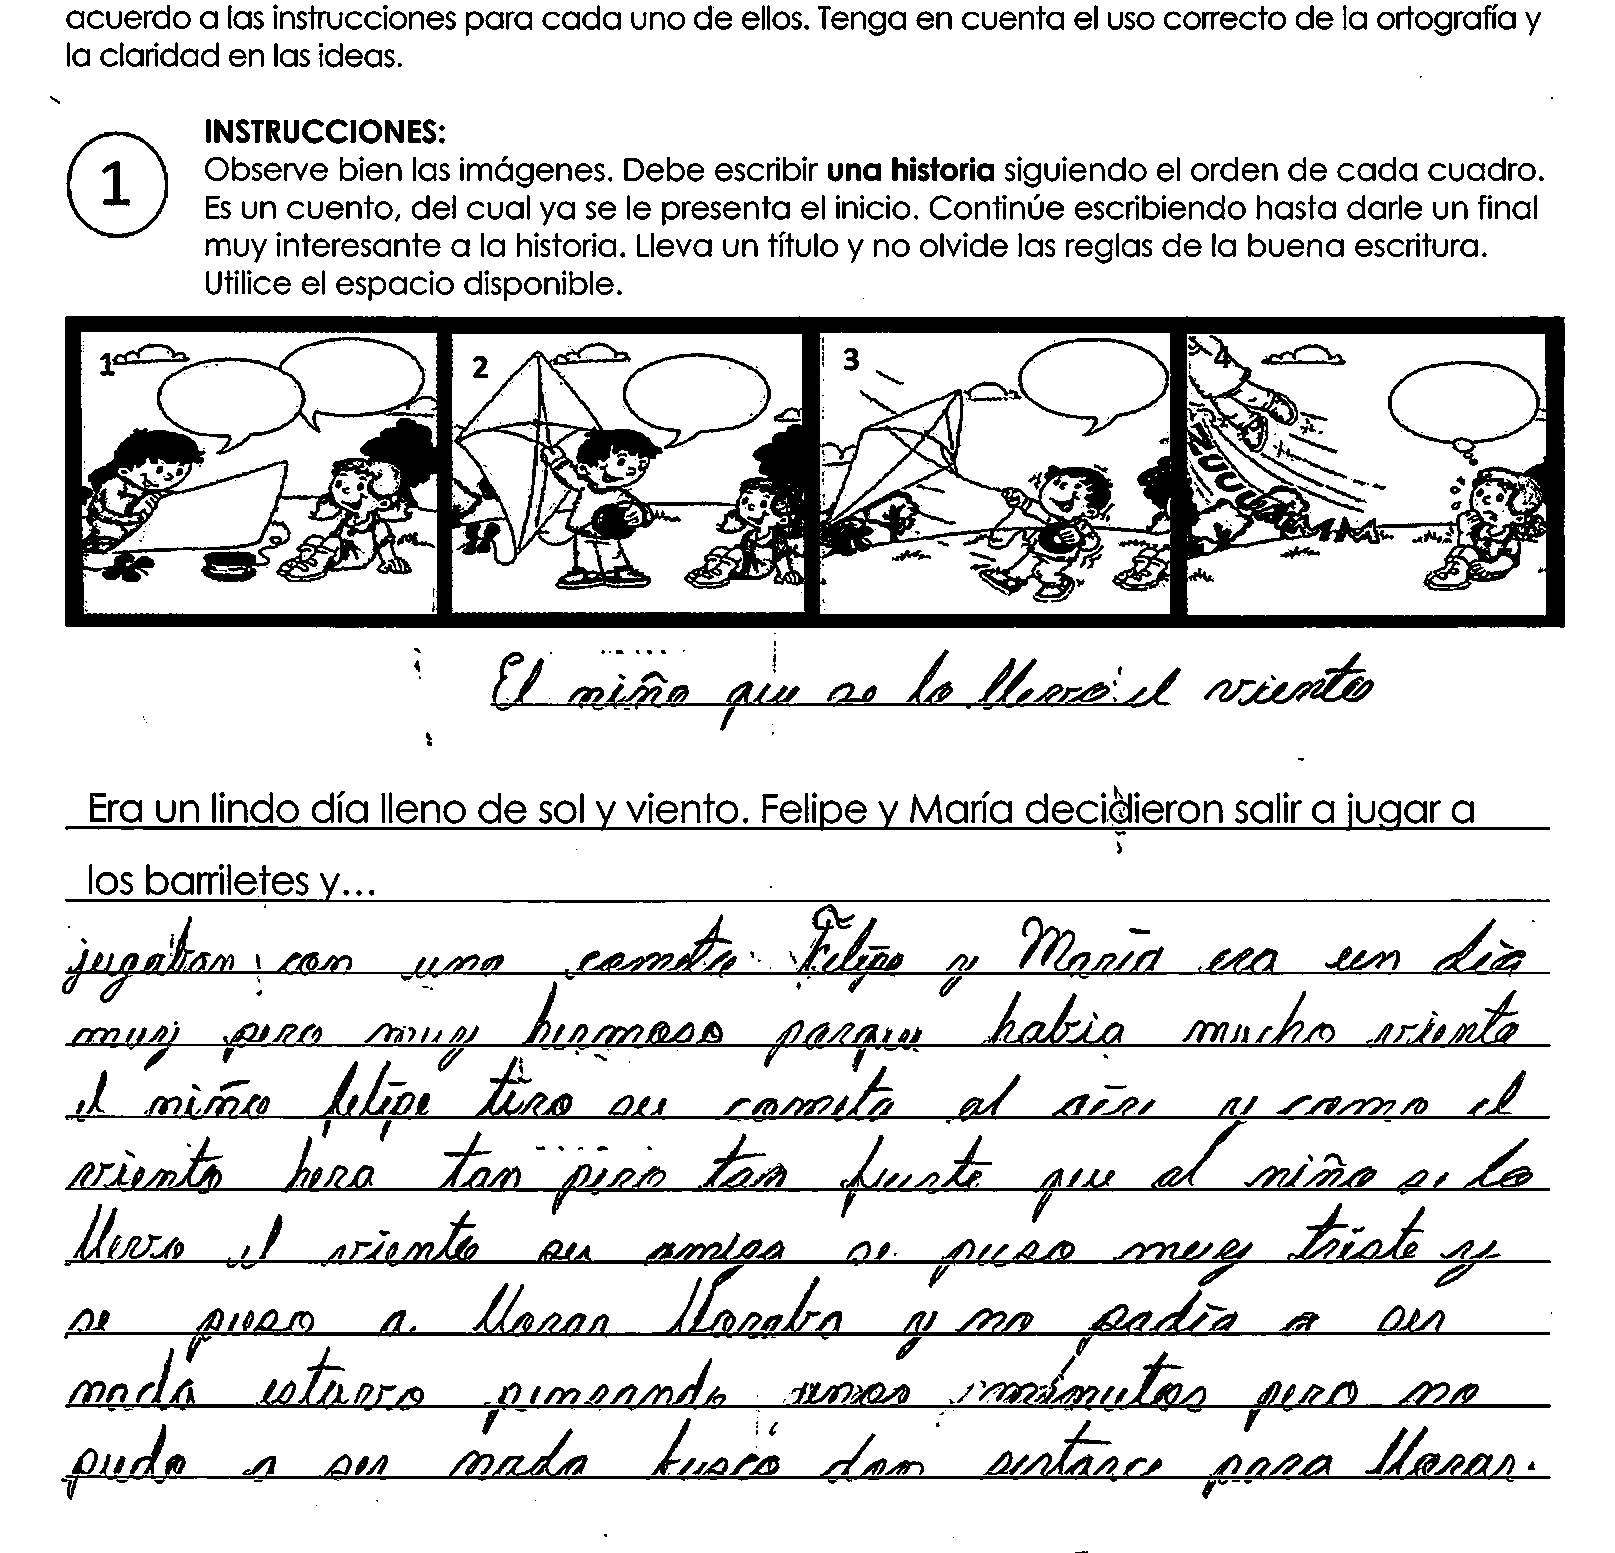 acuerdo a las instrucciones para cada uno de ellos. Tenga en cuenta el uso correcto de la ortografía y
la claridad en las ideas.
1
INSTRUCCIONES:
Observe bien las imágenes. Debe escribir una historia siguiendo el orden de cada cuadro.
Es un cuento, del cual ya se le presenta el inicio. Continúe escribiendo hasta darle un final
muy interesante a la historia. Lleva un título y no olvide las reglas de la buena escritura.
Utilice el espacio disponible.
1 2 3 4
ZUUUUUMMM
El niño que se lo llevo el viento
Era un lindo día lleno de sol y viento. Felipe y María decidieron salir a jugar a
los barriletes y...
jugaban con una cometa Felipe y María era un día
muy pero muy hermoso porque habia mucho viento
el niño felipe tiro su cometa al aire y como el
viento hera tan pero tan fuerte que al niño se lo
llevo el viento su amiga se puso muy triste y
se puso a llorar lloraba y no podía a ser
nada estuvo pensando unos minutos pero no
pudo a ser nada buscó don sentarce para llorar.